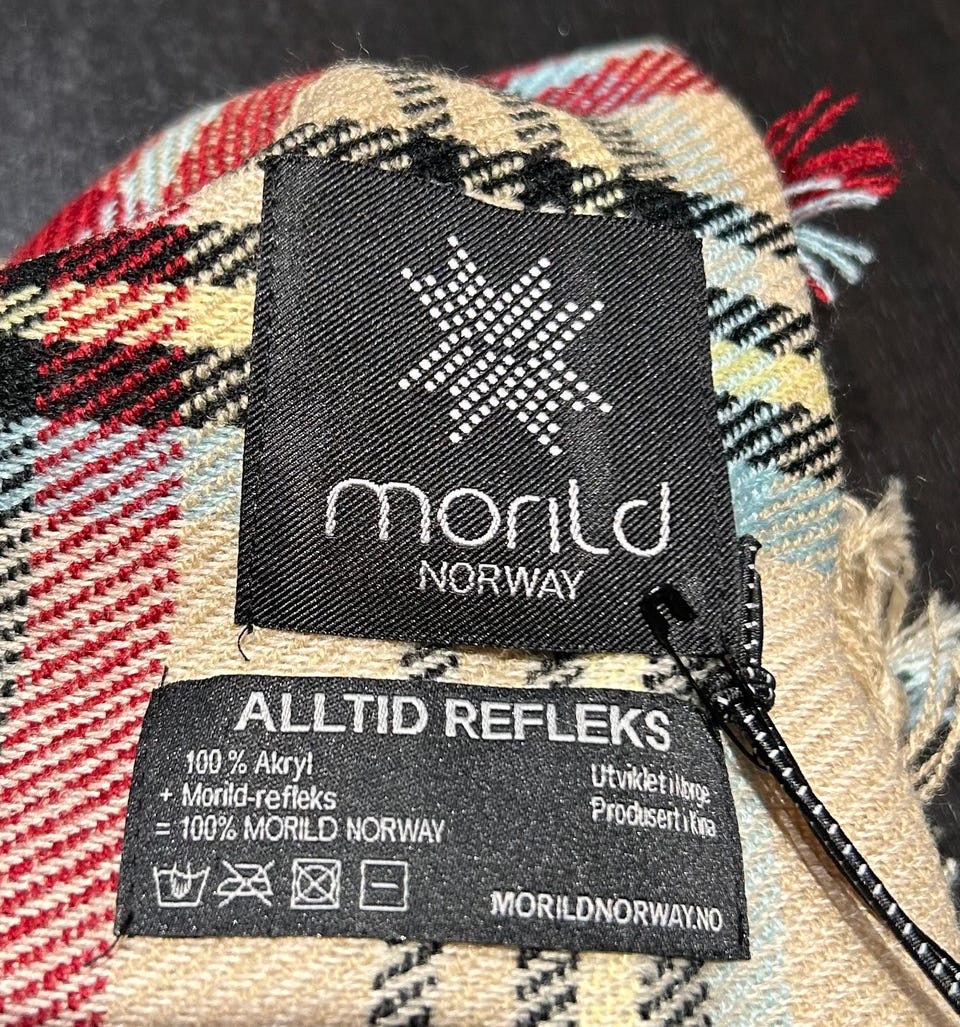 morild
NORWAY
ALLTID REFLEKS
100 % Akryl
+ Morild-refleks
= 100% MORILD NORWAY
Utviklet i Norge
Produsert i Kina
MORILDNORWAY.NO